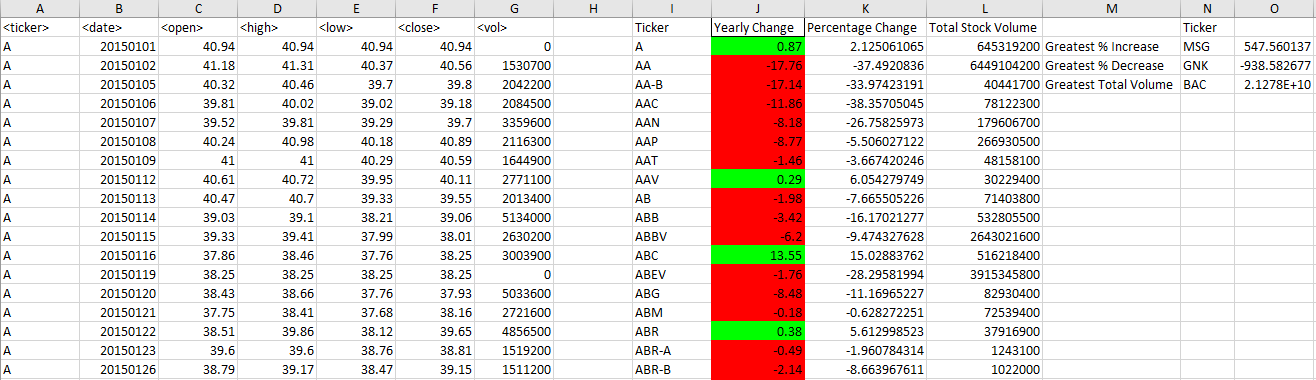 A B C D E F G H I J K L M N O
<ticker> <date> <open> <high> <low> <close> <vol> Ticker Yearly Change Percentage Change Total Stock Volume Ticker
A 20150101 40.94 40.94 40.94 40.94 0 A 0.87 2.125061065 645319200 Greatest % Increase MSG 547.560137
A 20150102 41.18 41.31 40.37 40.56 1530700 AA -17.76 -37.4920836 6449104200 Greatest % Decrease GNK -938.582677
A 20150105 40.32 40.46 39.7 39.8 2042200 AA-B -17.14 -33.97423191 40441700 Greatest Total Volume BAC 2.1278E+10
A 20150106 39.81 40.02 39.02 39.18 2084500 AAC -11.86 -38.35705045 78122300
A 20150107 39.52 39.81 39.29 39.7 3359600 AAN -8.18 -26.75825973 179606700
A 20150108 40.24 40.98 40.18 40.89 2116300 AAP -8.77 -5.506027122 266930500
A 20150109 41 41 40.29 40.59 1644900 AAT -1.46 -3.667420246 48158100
A 20150112 40.61 40.72 39.95 40.11 2771100 AAV 0.29 6.054279749 30229400
A 20150113 40.47 40.7 39.33 39.55 2013400 AB -1.98 -7.665505226 71403800
A 20150114 39.03 39.1 38.21 39.06 5134000 ABB -3.42 -16.17021277 532805500
A 20150115 39.33 39.41 37.99 38.01 2630200 ABBV -6.2 -9.474327628 2643021600
A 20150116 37.86 38.46 37.76 38.25 3003900 ABC 13.55 15.02883762 516218400
A 20150119 38.25 38.25 38.25 38.25 0 ABEV -1.76 -28.29581994 3915345800
A 20150120 38.43 38.66 37.76 37.93 5033600 ABG -8.48 -11.16965227 82930400
A 20150121 37.75 38.41 37.68 38.16 2721600 ABM -0.18 -0.628272251 72539400
A 20150122 38.51 39.86 38.12 39.65 4856500 ABR 0.38 5.612998523 37916900
A 20150123 39.6 39.6 38.76 38.81 1519200 ABR-A -0.49 -1.960784314 1243100
A 20150126 38.79 39.17 38.47 39.15 1511200 ABR-B -2.14 -8.663967611 1022000